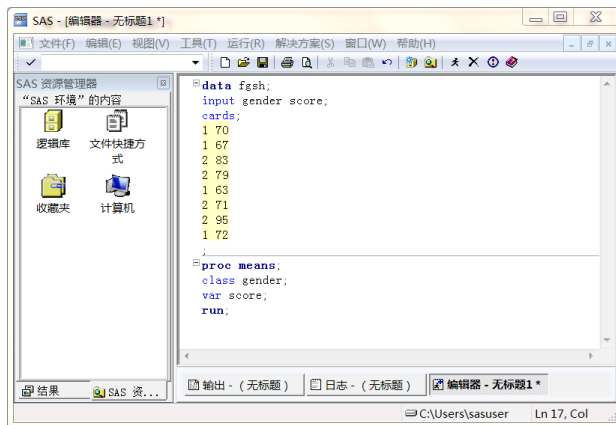 SAS - [编辑器 - 无标题1 *]
文件(F) 编辑(E) 视图(V) 工具(T) 运行(R) 解决方案(S) 窗口(W) 帮助(H)
SAS 资源管理器
“SAS 环境”的内容
逻辑库
文件快捷方式
收藏夹
计算机
data fgsh;
input gender score;
cards;
1 70
1 67
2 83
2 79
1 63
2 71
2 95
1 72
;
proc means;
class gender;
var score;
run;
结果
SAS 资...
输出 - (无标题)
日志 - (无标题)
编辑器 - 无标题1 *
C:\Users\sasuser
Ln 17, Col